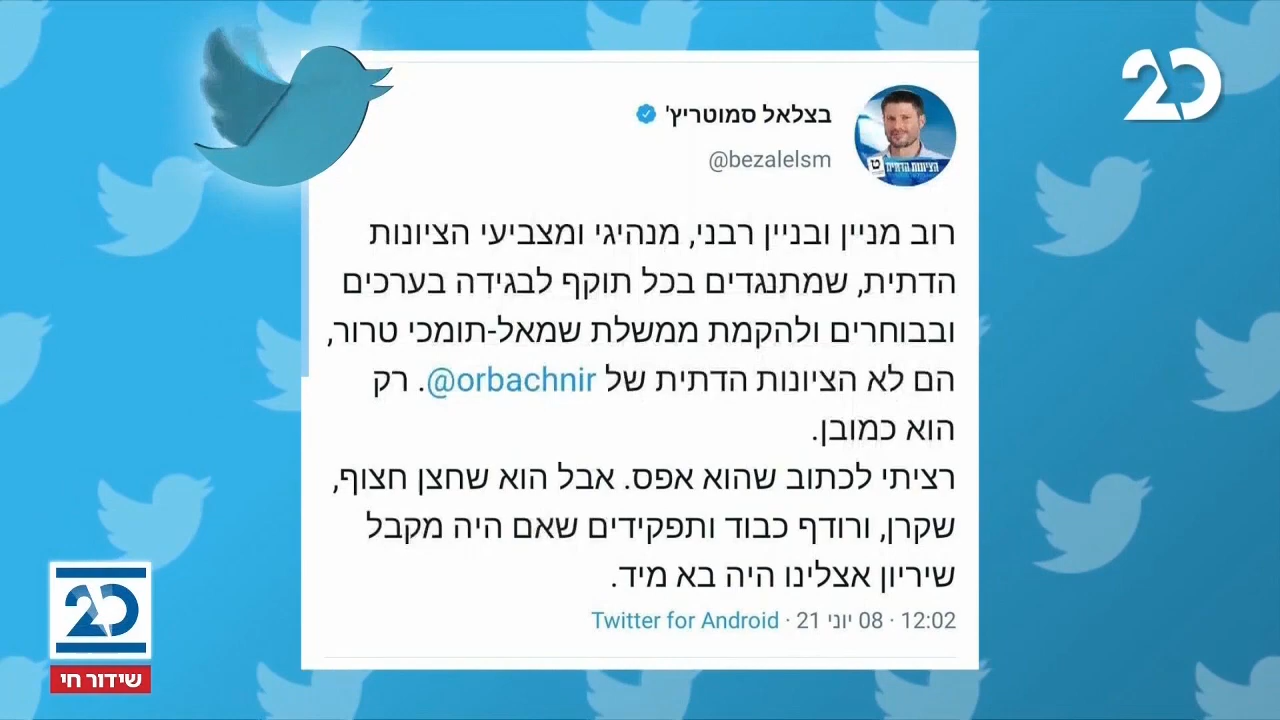 20
בצלאל סמוטריץ'
@bezalelsm
הציונות הדתית
ט
רוב מניין ובניין רבני, מנהיגי ומצביעי הציונות
הדתית, שמתנגדים בכל תוקף לבגידה בערכים
ובבוחרים ולהקמת ממשלת שמאל-תומכי טרור,
הם לא הציונות הדתית של @orbachnir. רק
הוא כמובן.
רציתי לכתוב שהוא אפס. אבל הוא שחצן חצוף,
שקרן, ורודף כבוד ותפקידים שאם היה מקבל
שיריון אצלינו היה בא מיד.
12:02 · 08 יוני 21 · Twitter for Android
20
שידור חי